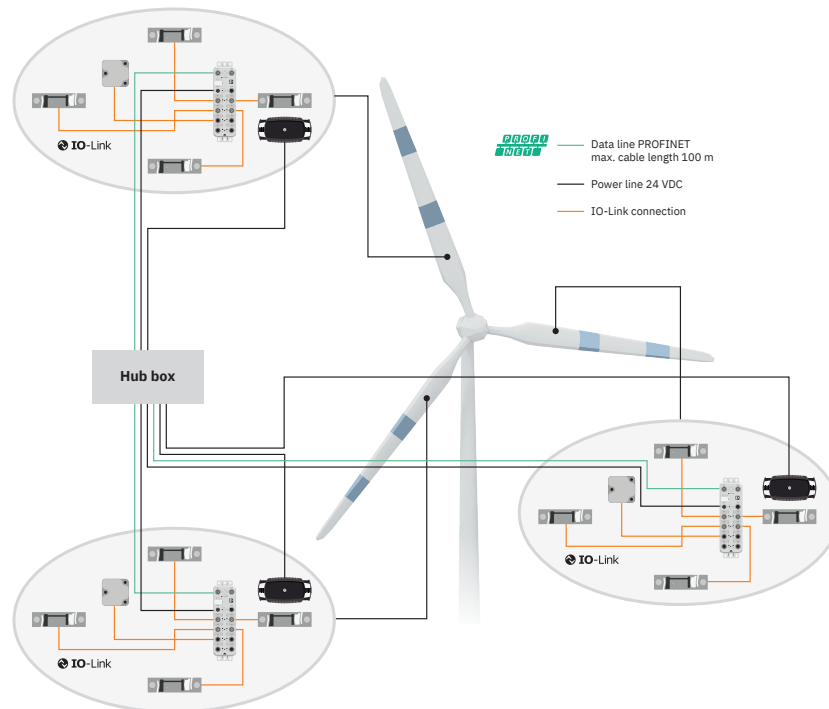 IO-Link
PROFI
NET
Data line PROFINET
max. cable length 100 m
Power line 24 VDC
IO-Link connection
Hub box
IO-Link
IO-Link